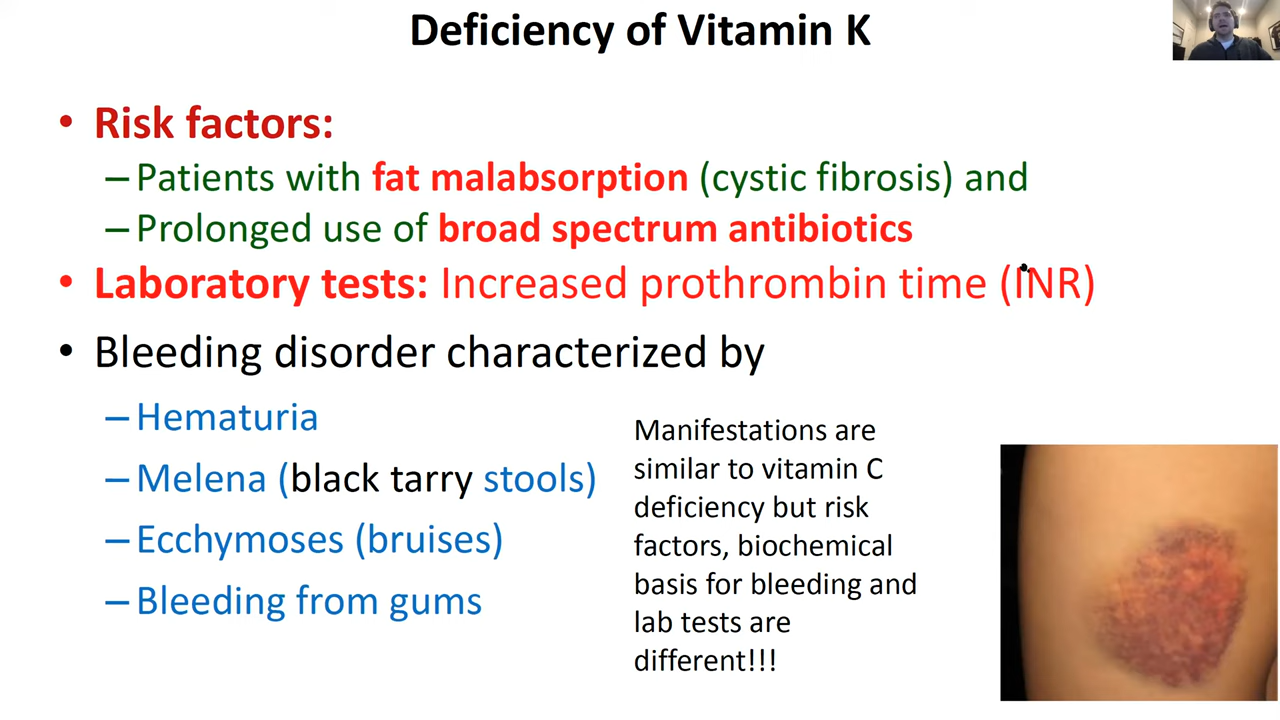 Deficiency of Vitamin K
• Risk factors:
–Patients with fat malabsorption (cystic fibrosis) and
–Prolonged use of broad spectrum antibiotics
• Laboratory tests: Increased prothrombin time (INR)
• Bleeding disorder characterized by
–Hematuria
–Melena (black tarry stools)
–Ecchymoses (bruises)
–Bleeding from gums
Manifestations are
similar to vitamin C
deficiency but risk
factors, biochemical
basis for bleeding and
lab tests are
different!!!